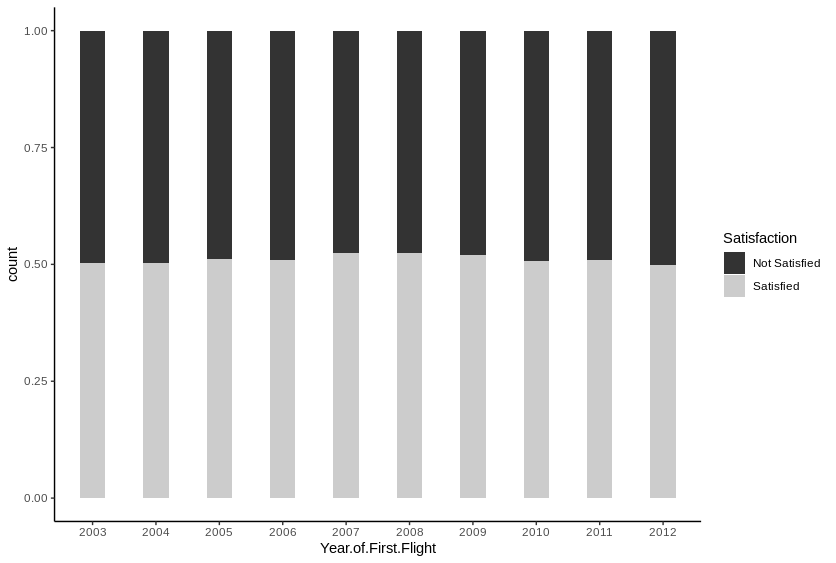 1.00
0.75
0.50
0.25
0.00
count
2003 2004 2005 2006 2007 2008 2009 2010 2011 2012
Year.of.First.Flight
Satisfaction
Not Satisfied
Satisfied